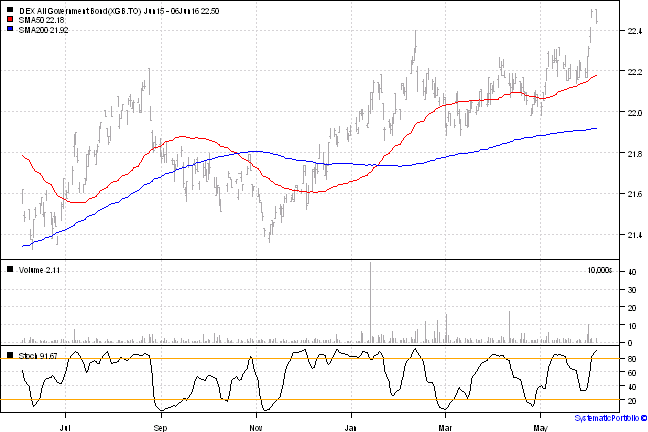 DEX All Government Bond(XGB.TO) Jun15 - 06Jun16 22.50
SMA50 22.18
SMA200 21.92
22.4
22.2
22.0
21.8
21.6
21.4
Volume 2.11
10,000s
40
30
20
10
0
Stoch 91.67
80
60
40
20
Jul
Sep
Nov
Jan
Mar
May
SystematicPortfolio ©